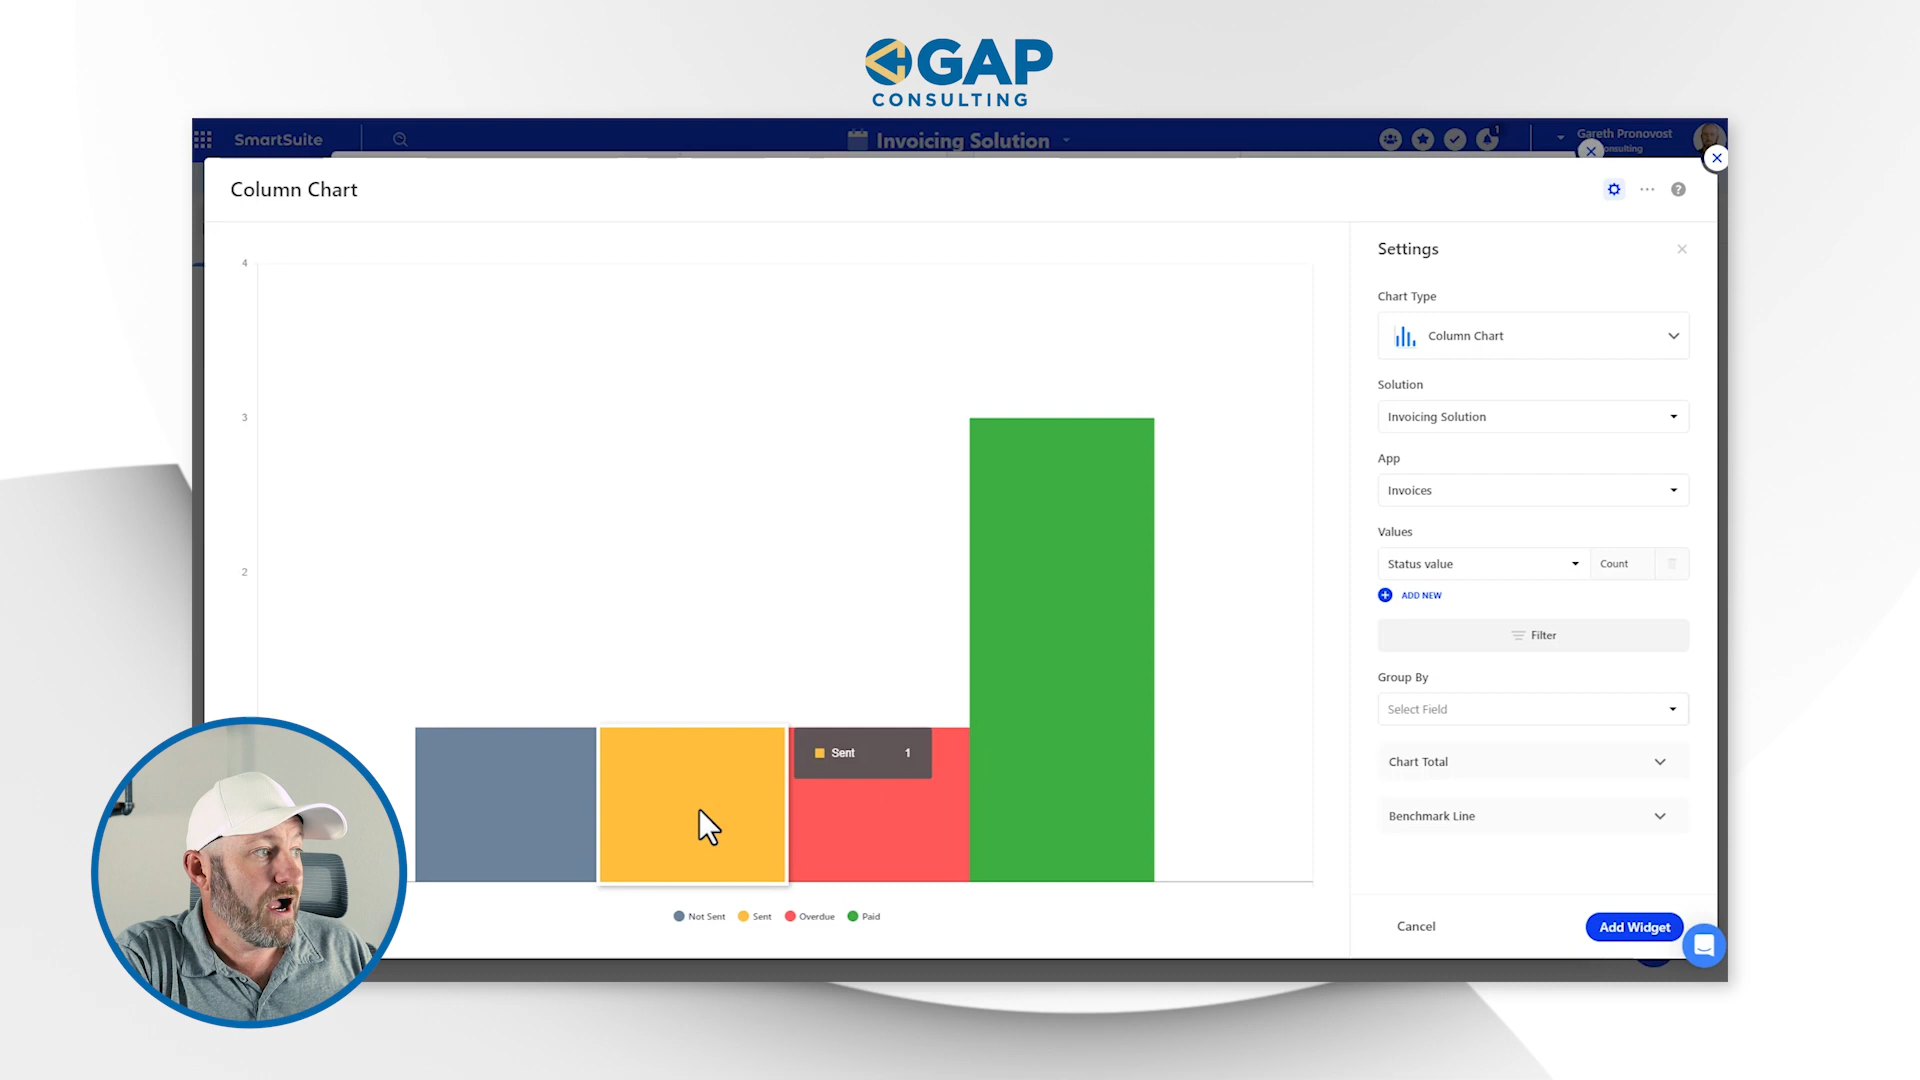 GAP
CONSULTING
SmartSuite
Invoicing Solution
1
Gareth Pronovost
onsulting
Column Chart
?
4
3
2
Sent 1
Not Sent Sent Overdue Paid
Settings
Chart Type
Column Chart
Solution
Invoicing Solution
App
Invoices
Values
Status value Count
ADD NEW
Filter
Group By
Select Field
Chart Total
Benchmark Line
Cancel Add Widget